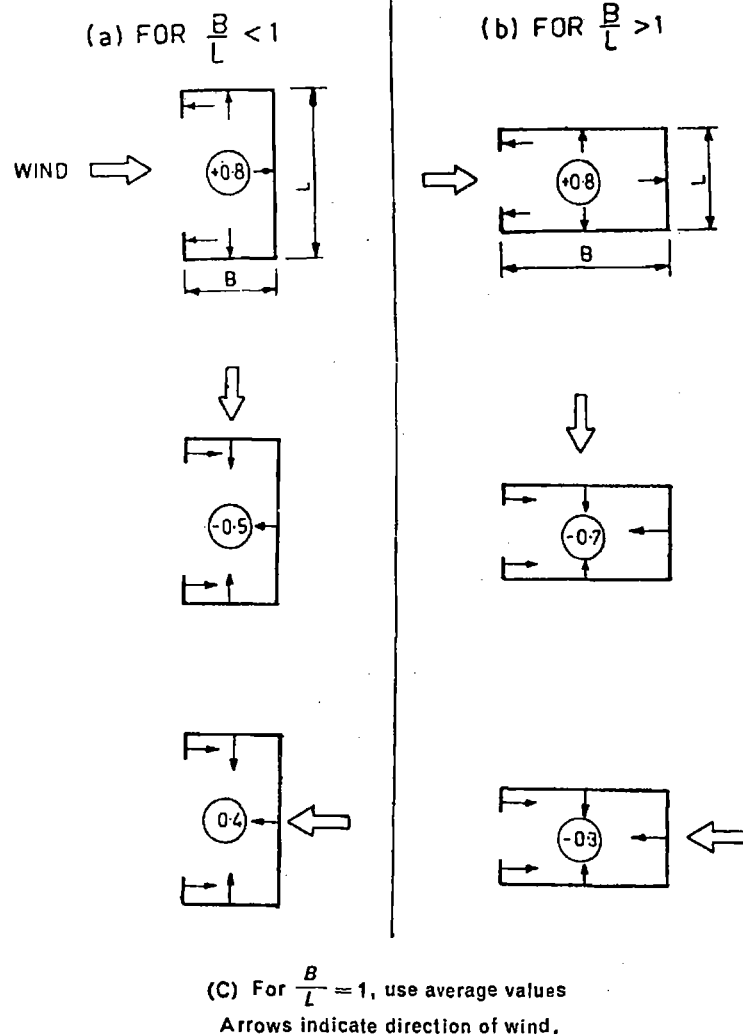 (a) FOR B/L < 1
WIND
+0.8
L
B
-0.5
0.4
(b) FOR B/L > 1
+0.8
L
B
-0.7
-0.3
(C) For B/L = 1, use average values
Arrows indicate direction of wind.